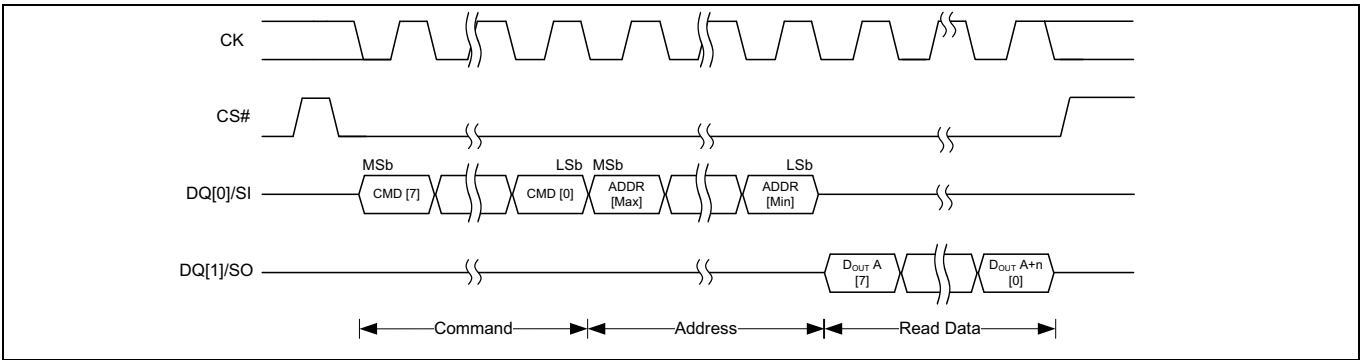 CK
CS#
MSb LSb MSb LSb
DQ[0]/SI CMD [7] CMD [0] ADDR [Max] ADDR [Min]
DQ[1]/SO DOUT A [7] DOUT A+n [0]
Command Address Read Data